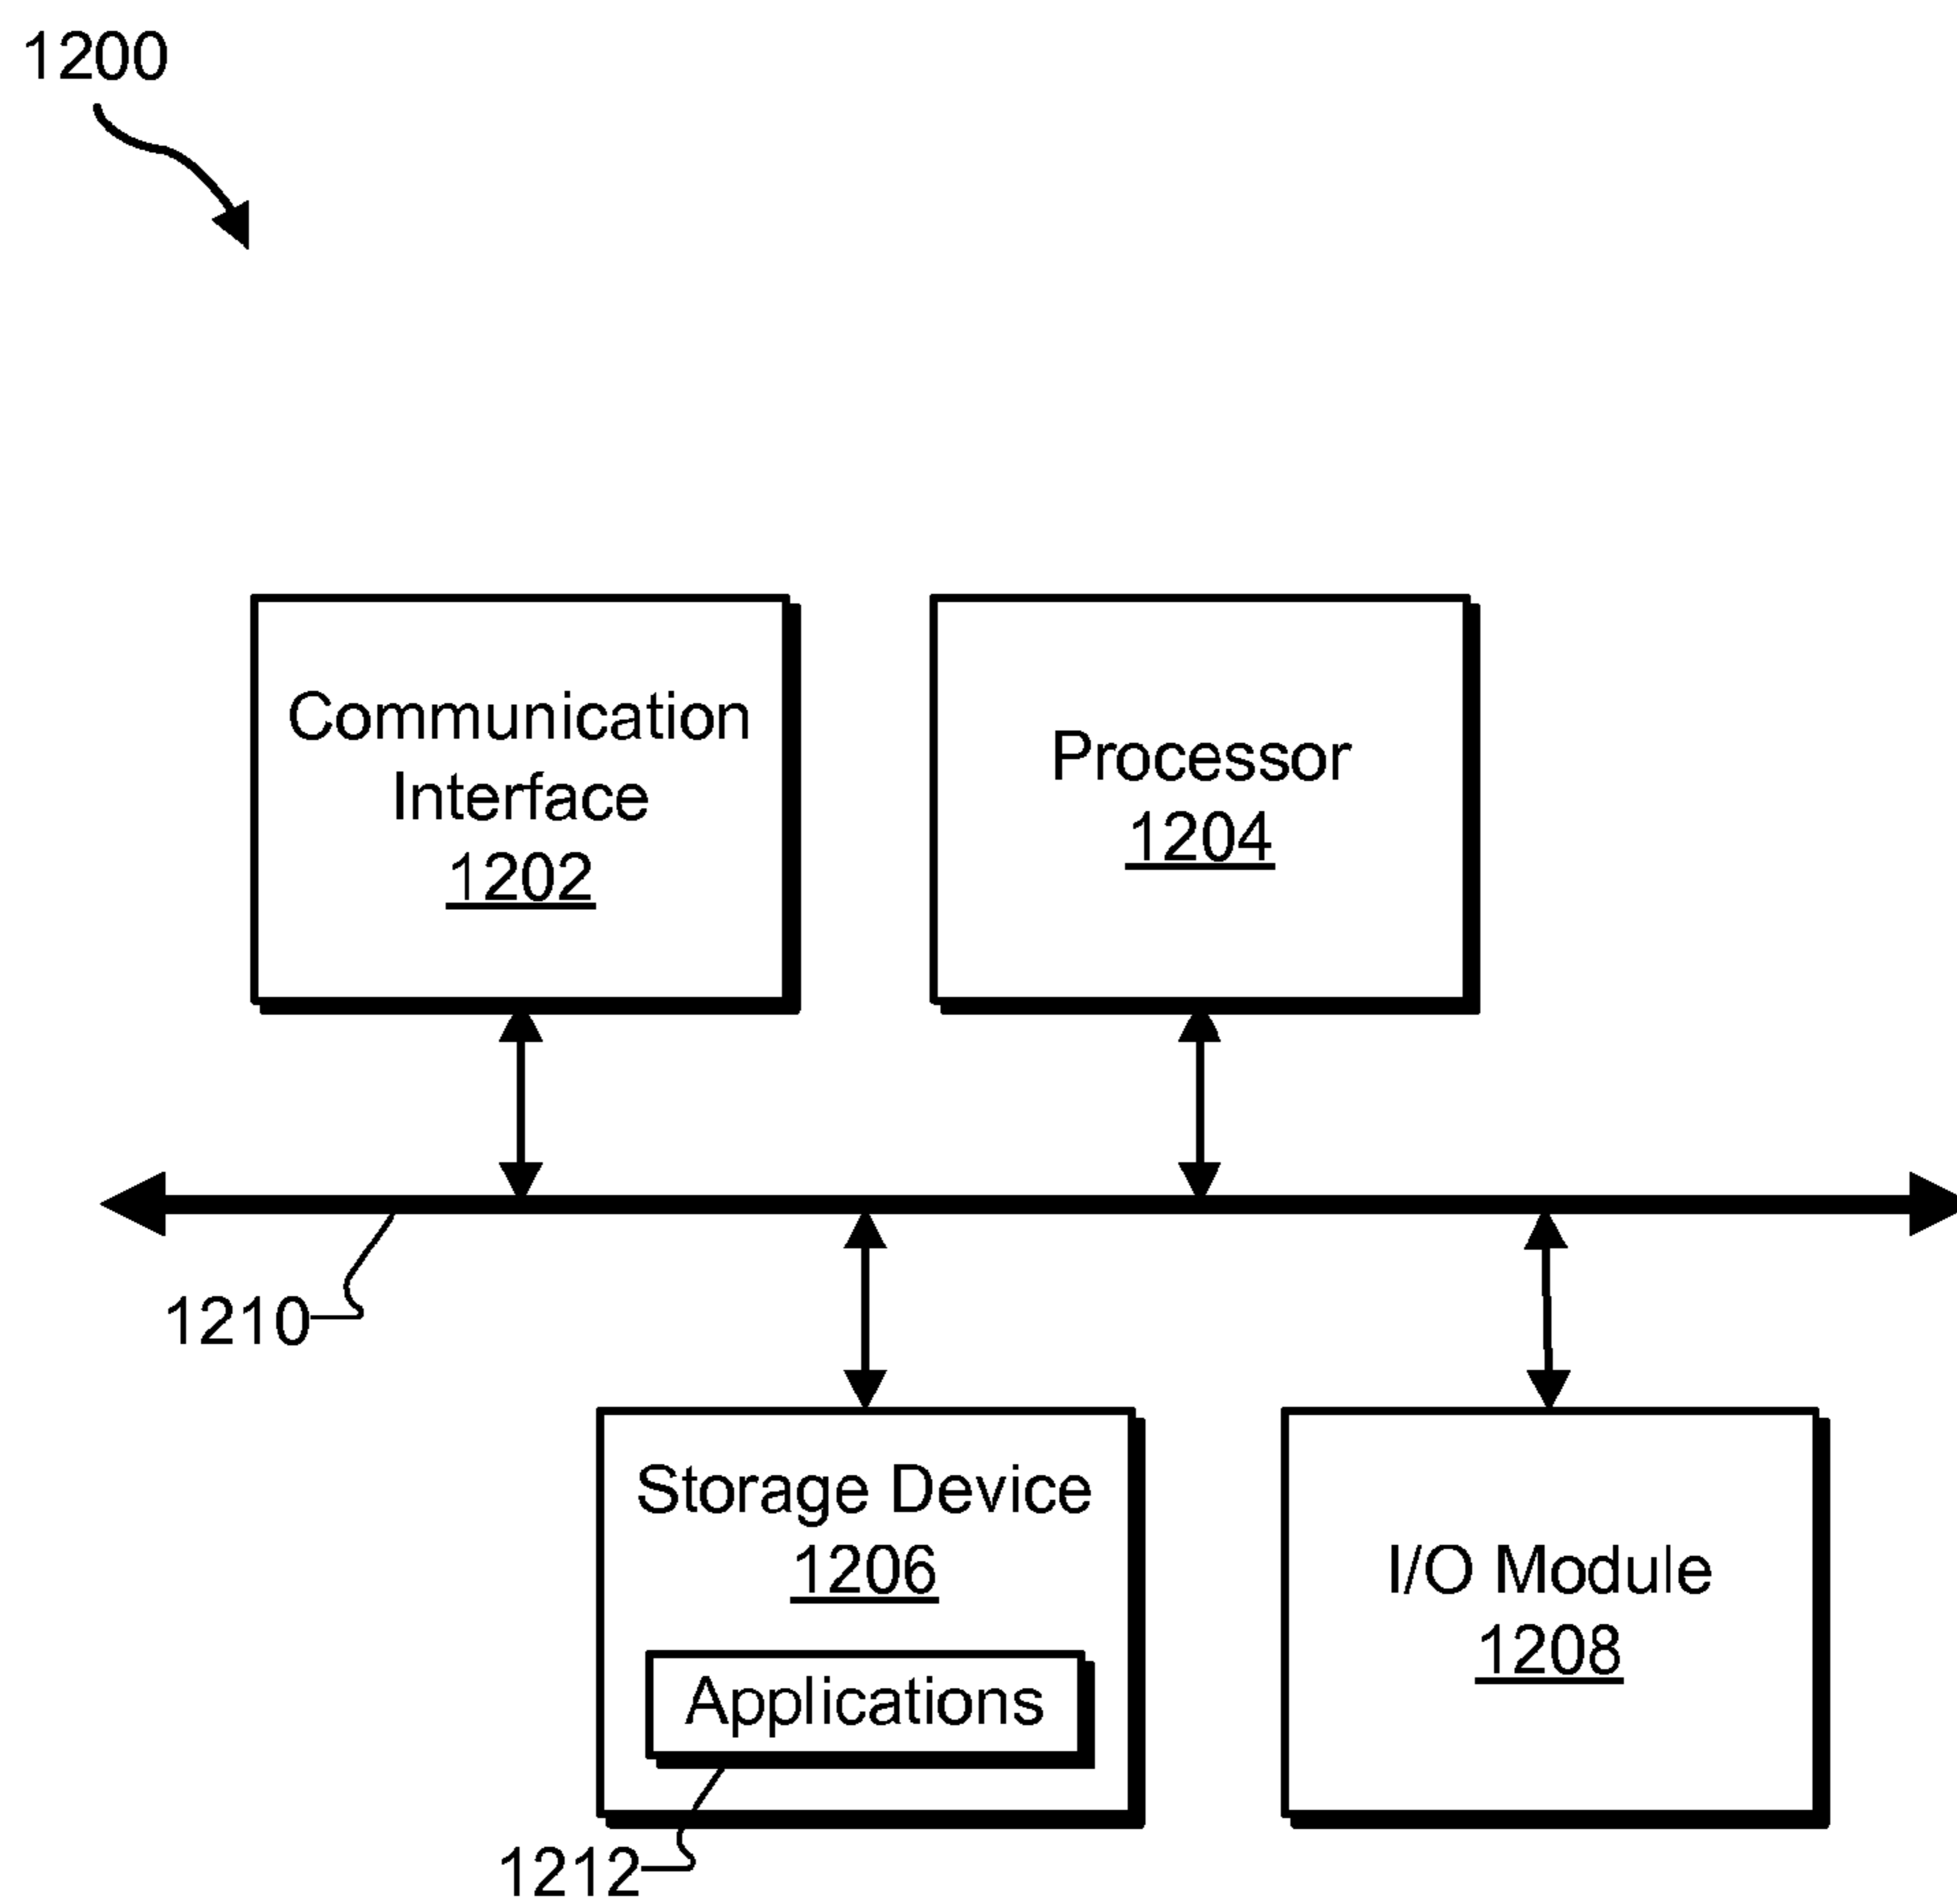 1200
Communication
Interface
1202
Processor
1204
1210
Storage Device
1206
Applications
1212
I/O Module
1208